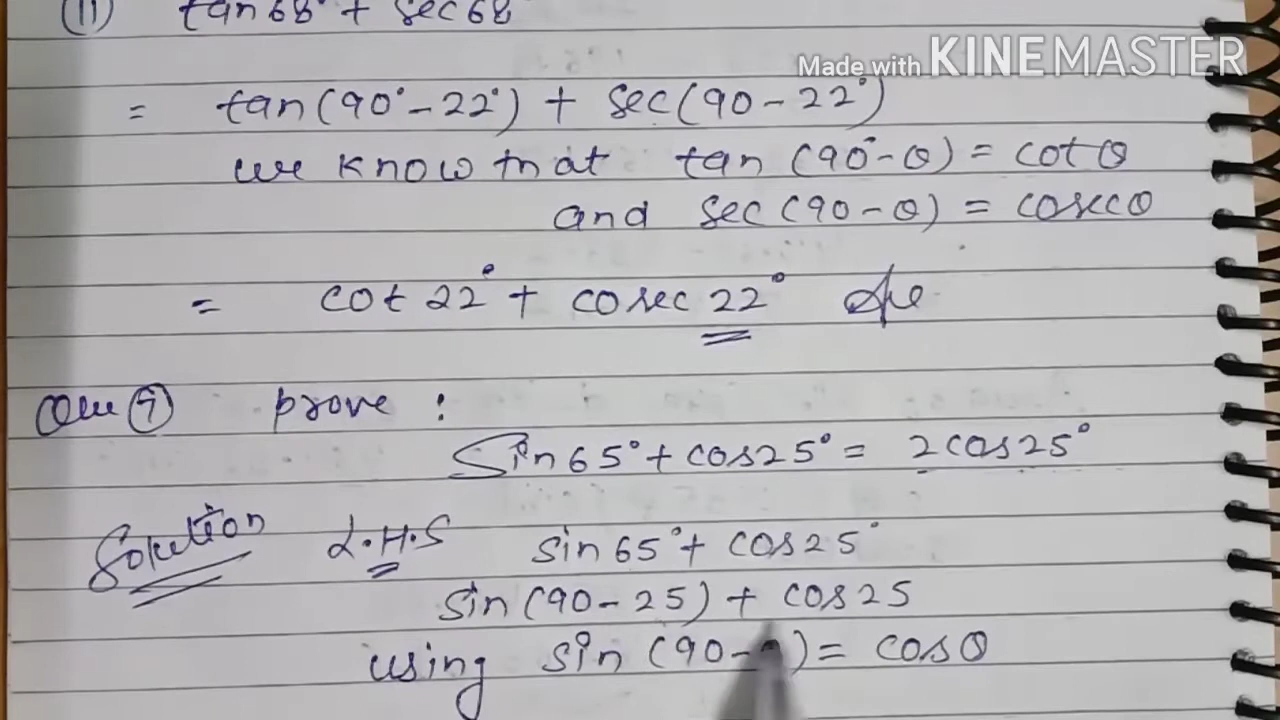 (11) tan 68° + sec 68°
Made with KINEMASTER
= tan (90° - 22°) + sec (90 - 22°)
we know that tan (90° - θ) = cot θ
and sec (90 - θ) = cosec θ
= cot 22° + cosec 22°
Que (7) prove :
Sin 65° + cos 25° = 2 cos 25°
Solution L.H.S sin 65° + cos 25°
sin (90 - 25) + cos 25
using sin (90 - θ) = cos θ